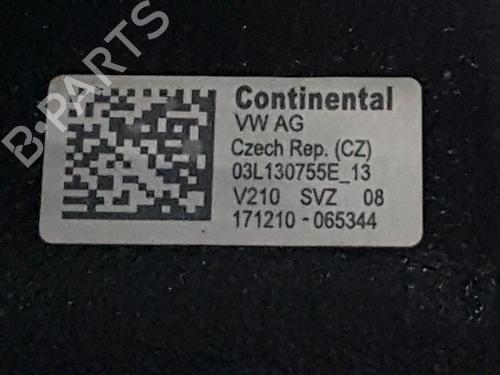 Continental
VW AG
Czech Rep. (CZ)
03L130755E_13
V210 SVZ 08
171210 - 065344
B-PARTS